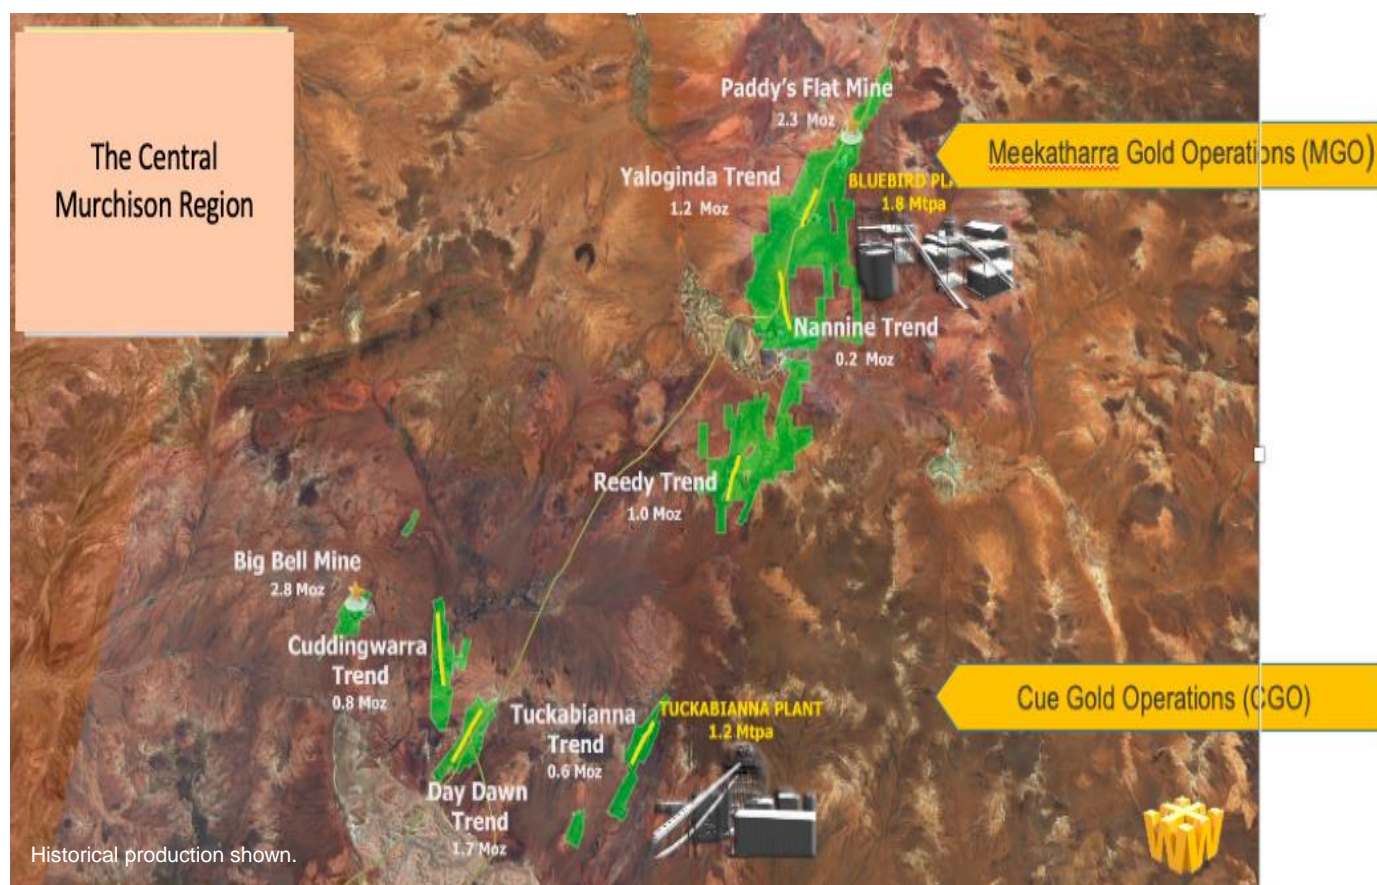 The Central
Murchison Region
Paddy's Flat Mine
2.3 Moz
Meekatharra Gold Operations (MGO)
Yaloginda Trend
1.2 Moz
BLUEBIRD
1.8 Mtpa
Nannine Trend
0.2 Moz
Reedy Trend
1.0 Moz
Big Bell Mine
2.8 Moz
Cuddingwarra
Trend
0.8 Moz
Tuckabianna
Trend
0.6 Moz
TUCKABIANNA PLANT
1.2 Mtpa
Cue Gold Operations (CGO)
Day Dawn
Trend
1.7 Moz
Historical production shown.